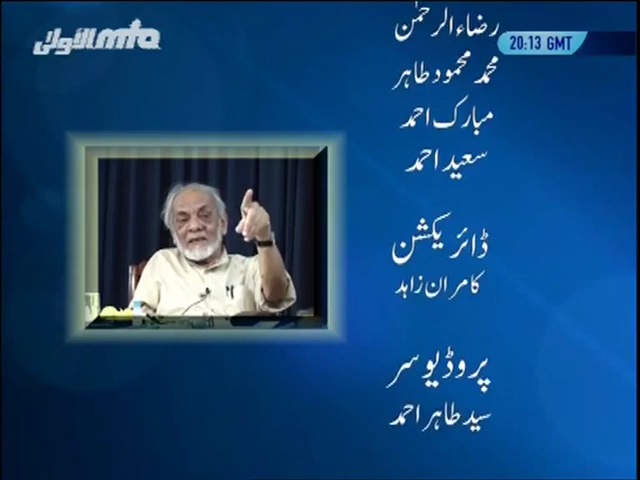 mta الاولى
20:13 GMT
رضاء الرحمٰن
محمد محمود طاہر
مبارک احمد
سعید احمد
ڈائریکشن
کامران زاہد
پروڈیوسر
سید طاہر احمد